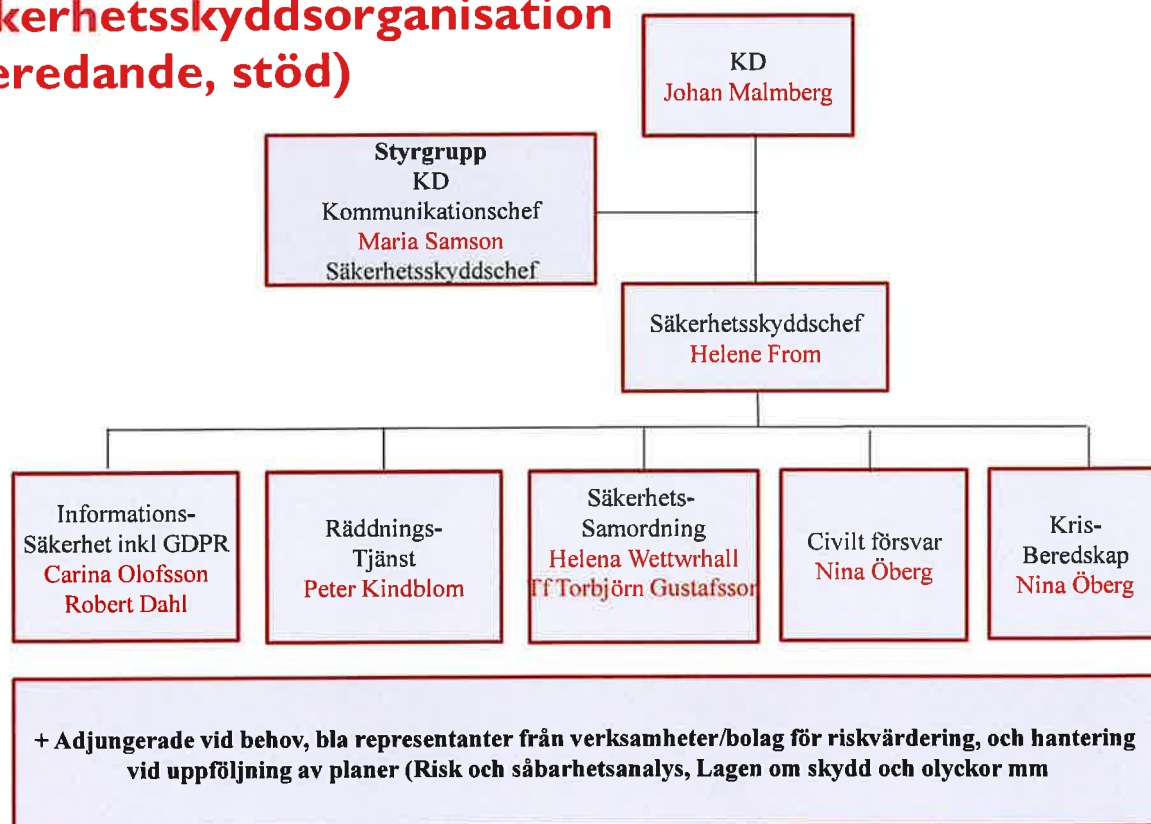 kerhetsskyddsorganisation
eredande, stöd)
KD
Johan Malmberg
Styrgrupp
KD
Kommunikationschef
Maria Samson
Säkerhetsskyddschef
Säkerhetsskyddschef
Helene From
Informations-
Säkerhet inkl GDPR
Carina Olofsson
Robert Dahl
Räddnings-
Tjänst
Peter Kindblom
Säkerhets-
Samordning
Helena Wettwrhall
Tf Torbjörn Gustafsson
Civilt försvar
Nina Öberg
Kris-
Beredskap
Nina Öberg
+ Adjungerade vid behov, bla representanter från verksamheter/bolag för riskvärdering, och hantering
vid uppföljning av planer (Risk och såbarhetsanalys, Lagen om skydd och olyckor mm